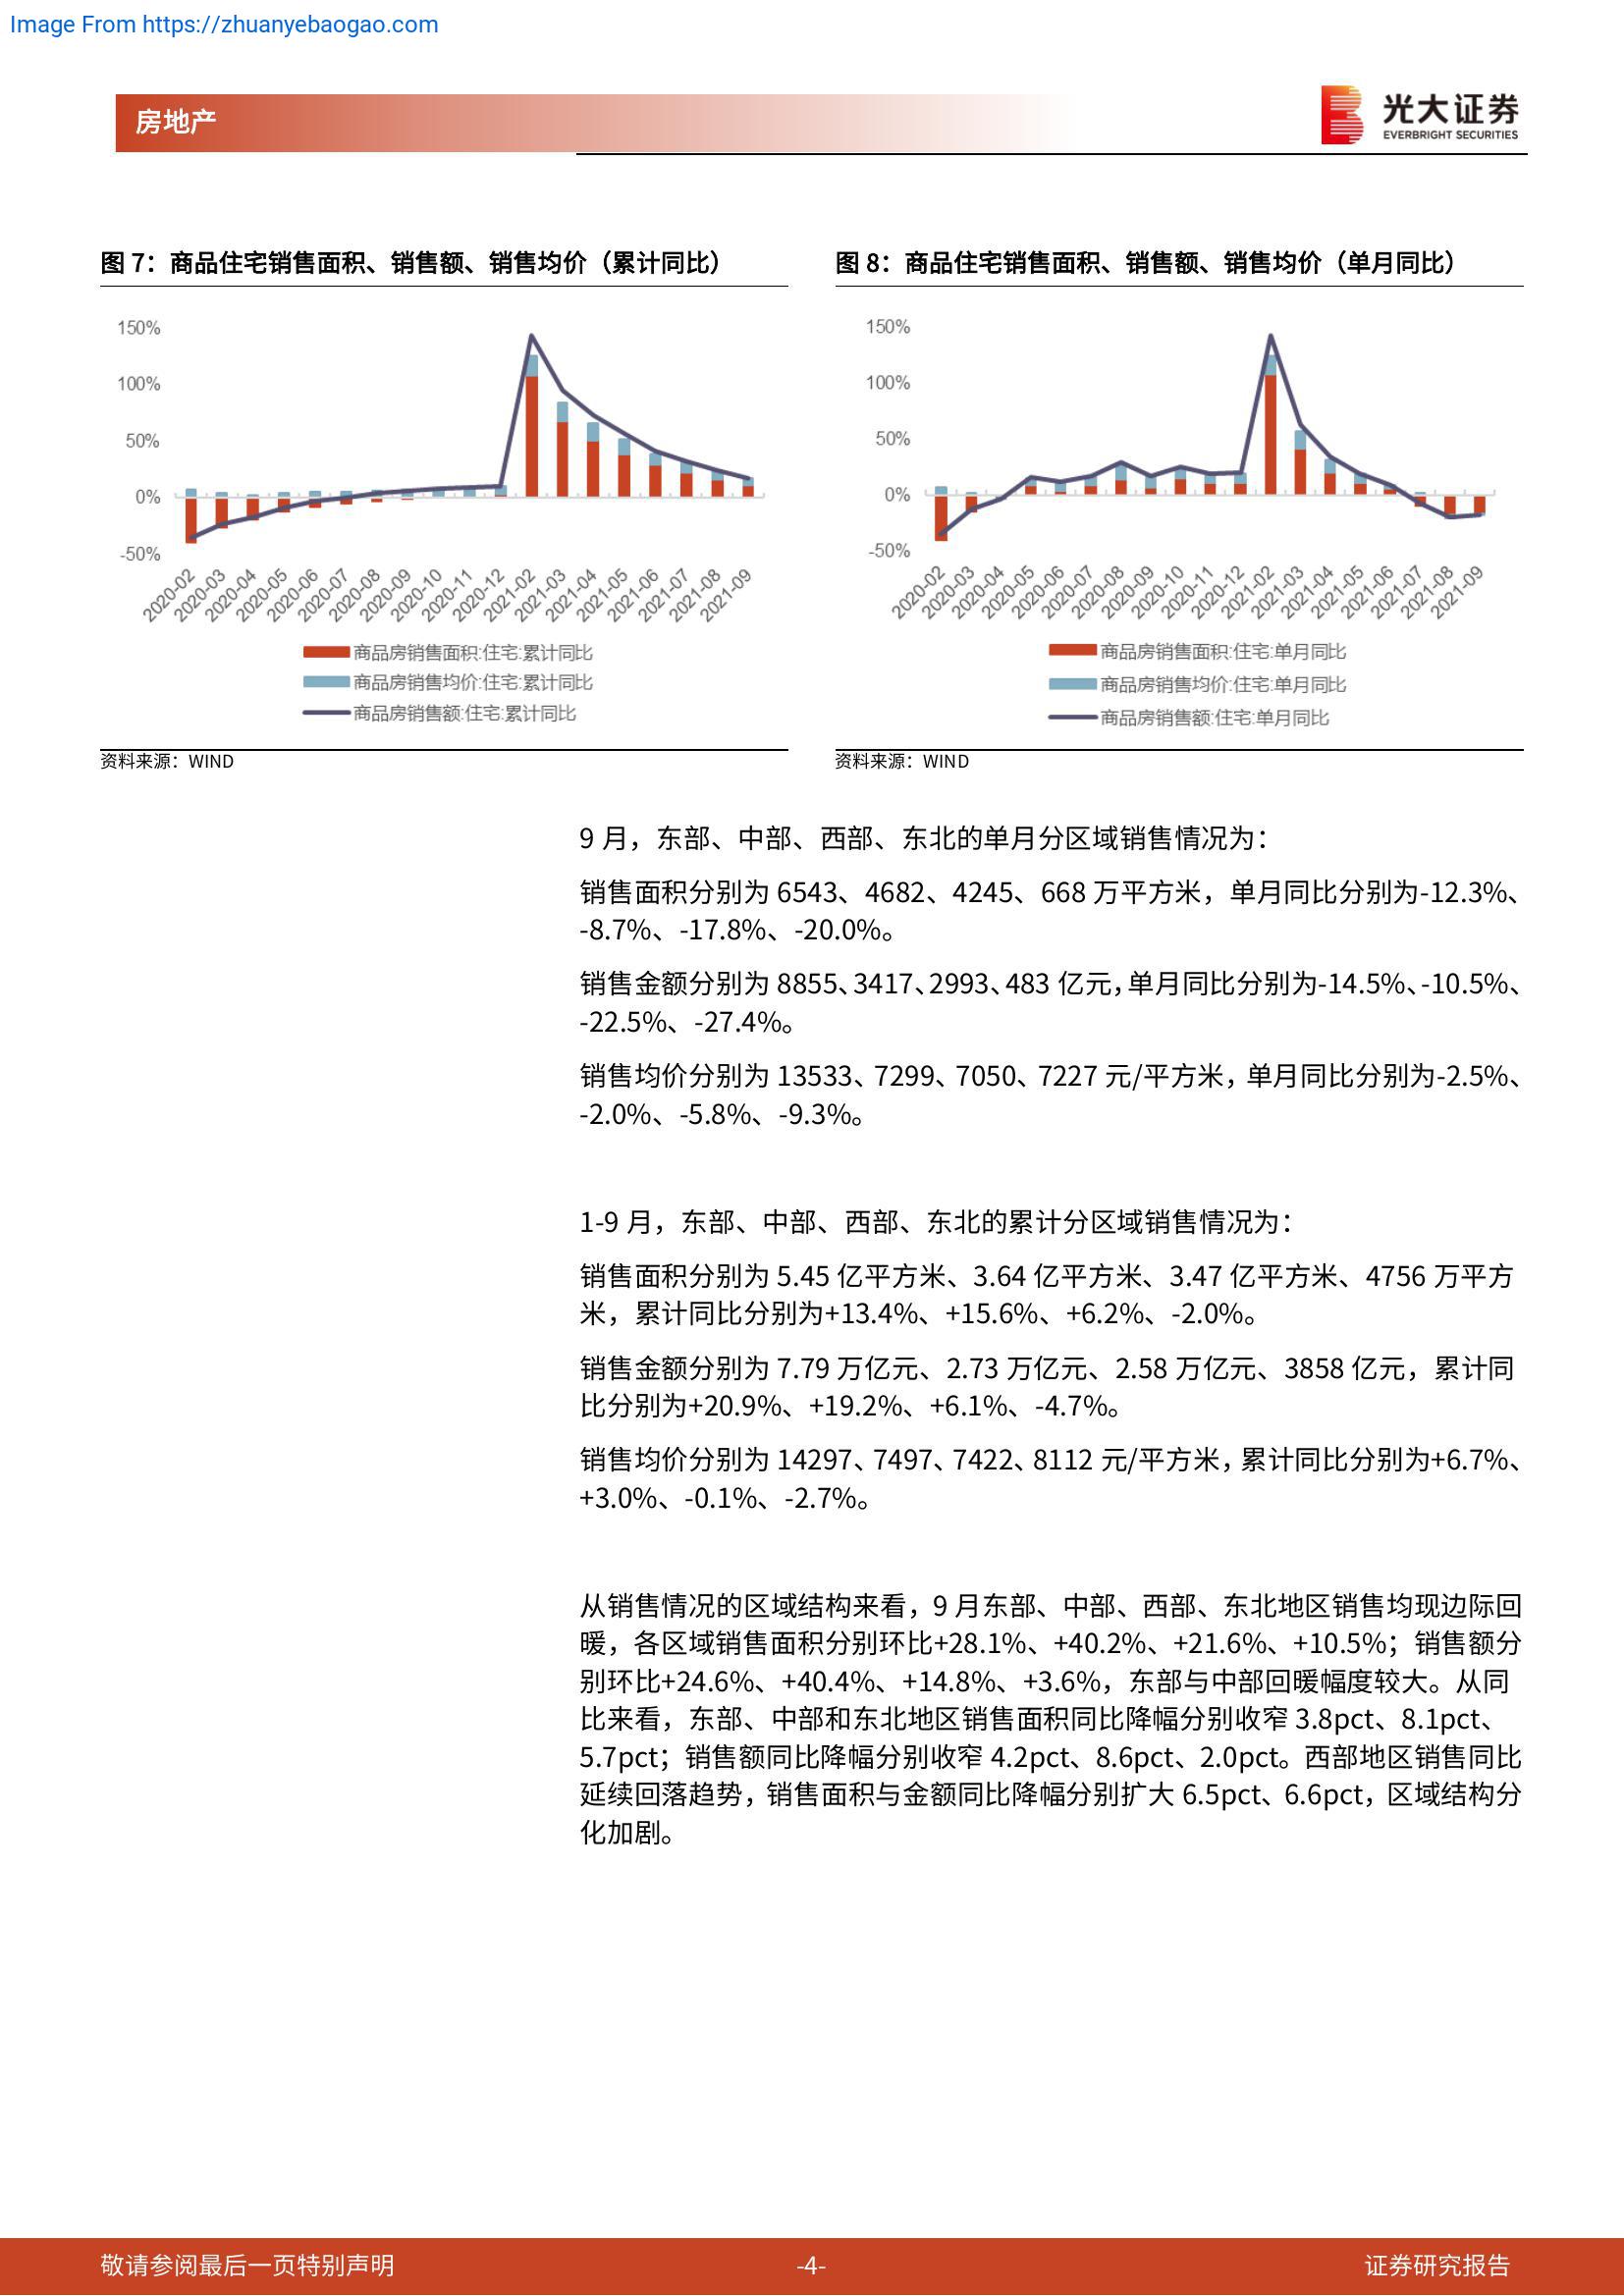 Image From https://zhuanyebaogao.com
房地产
光大证券
EVERBRIGHT SECURITIES
图 7：商品住宅销售面积、销售额、销售均价（累计同比）
150%
100%
50%
0%
-50%
2020-02
2020-03
2020-04
2020-05
2020-06
2020-07
2020-08
2020-09
2020-10
2020-11
2020-12
2021-02
2021-03
2021-04
2021-05
2021-06
2021-07
2021-08
2021-09
商品房销售面积:住宅:累计同比
商品房销售均价:住宅:累计同比
商品房销售额:住宅:累计同比
资料来源：WIND
图 8：商品住宅销售面积、销售额、销售均价（单月同比）
150%
100%
50%
0%
-50%
2020-02
2020-03
2020-04
2020-05
2020-06
2020-07
2020-08
2020-09
2020-10
2020-11
2020-12
2021-02
2021-03
2021-04
2021-05
2021-06
2021-07
2021-08
2021-09
商品房销售面积:住宅:单月同比
商品房销售均价:住宅:单月同比
商品房销售额:住宅:单月同比
资料来源：WIND
9 月，东部、中部、西部、东北的单月分区域销售情况为：
销售面积分别为 6543、4682、4245、668 万平方米，单月同比分别为-12.3%、
-8.7%、-17.8%、-20.0%。
销售金额分别为 8855、3417、2993、483 亿元，单月同比分别为-14.5%、-10.5%、
-22.5%、-27.4%。
销售均价分别为 13533、7299、7050、7227 元/平方米，单月同比分别为-2.5%、
-2.0%、-5.8%、-9.3%。
1-9 月，东部、中部、西部、东北的累计分区域销售情况为：
销售面积分别为 5.45 亿平方米、3.64 亿平方米、3.47 亿平方米、4756 万平方
米，累计同比分别为+13.4%、+15.6%、+6.2%、-2.0%。
销售金额分别为 7.79 万亿元、2.73 万亿元、2.58 万亿元、3858 亿元，累计同
比分别为+20.9%、+19.2%、+6.1%、-4.7%。
销售均价分别为 14297、7497、7422、8112 元/平方米，累计同比分别为+6.7%、
+3.0%、-0.1%、-2.7%。
从销售情况的区域结构来看，9 月东部、中部、西部、东北地区销售均现边际回
暖，各区域销售面积分别环比+28.1%、+40.2%、+21.6%、+10.5%；销售额分
别环比+24.6%、+40.4%、+14.8%、+3.6%，东部与中部回暖幅度较大。从同
比来看，东部、中部和东北地区销售面积同比降幅分别收窄 3.8pct、8.1pct、
5.7pct；销售额同比降幅分别收窄 4.2pct、8.6pct、2.0pct。西部地区销售同比
延续回落趋势，销售面积与金额同比降幅分别扩大 6.5pct、6.6pct，区域结构分
化加剧。
敬请参阅最后一页特别声明
-4-
证券研究报告